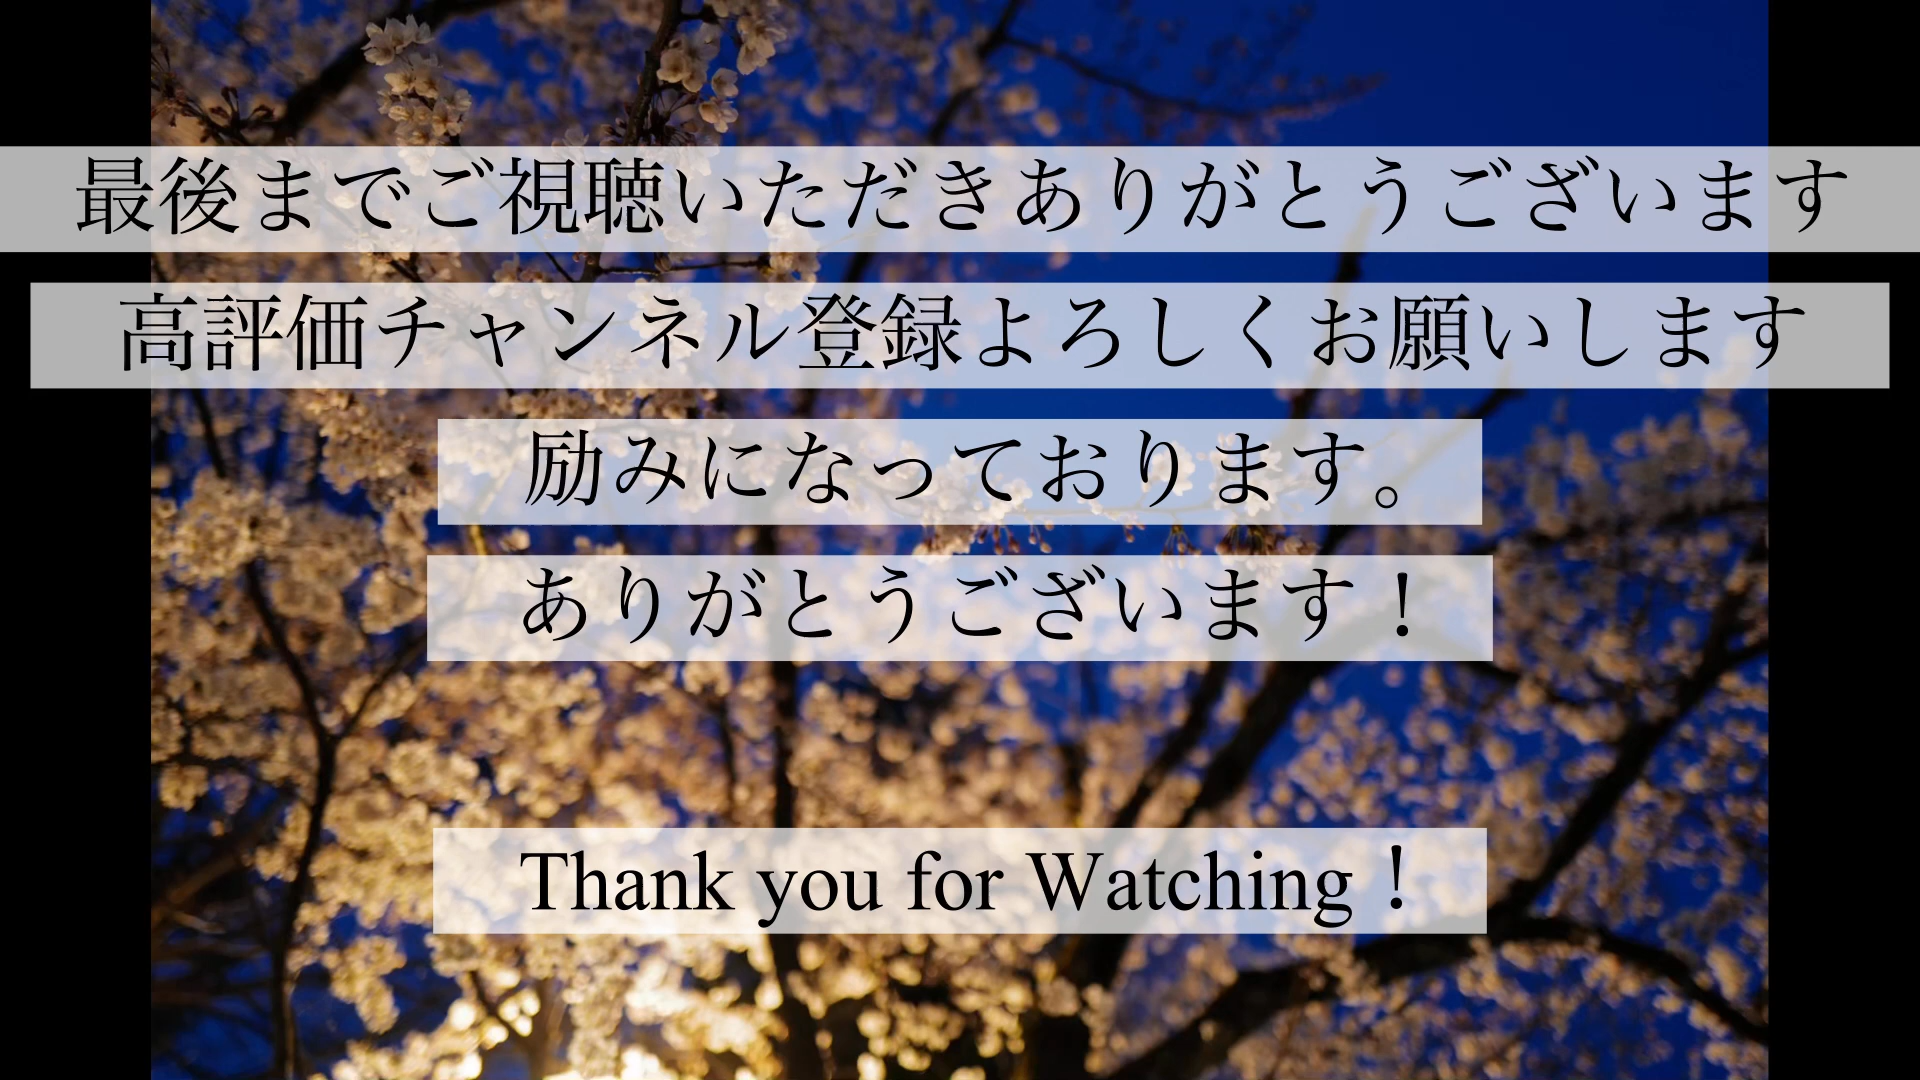 最後までご視聴いただきありがとうございます
高評価チャンネル登録よろしくお願いします
励みになっております。
ありがとうございます！
Thank you for Watching！